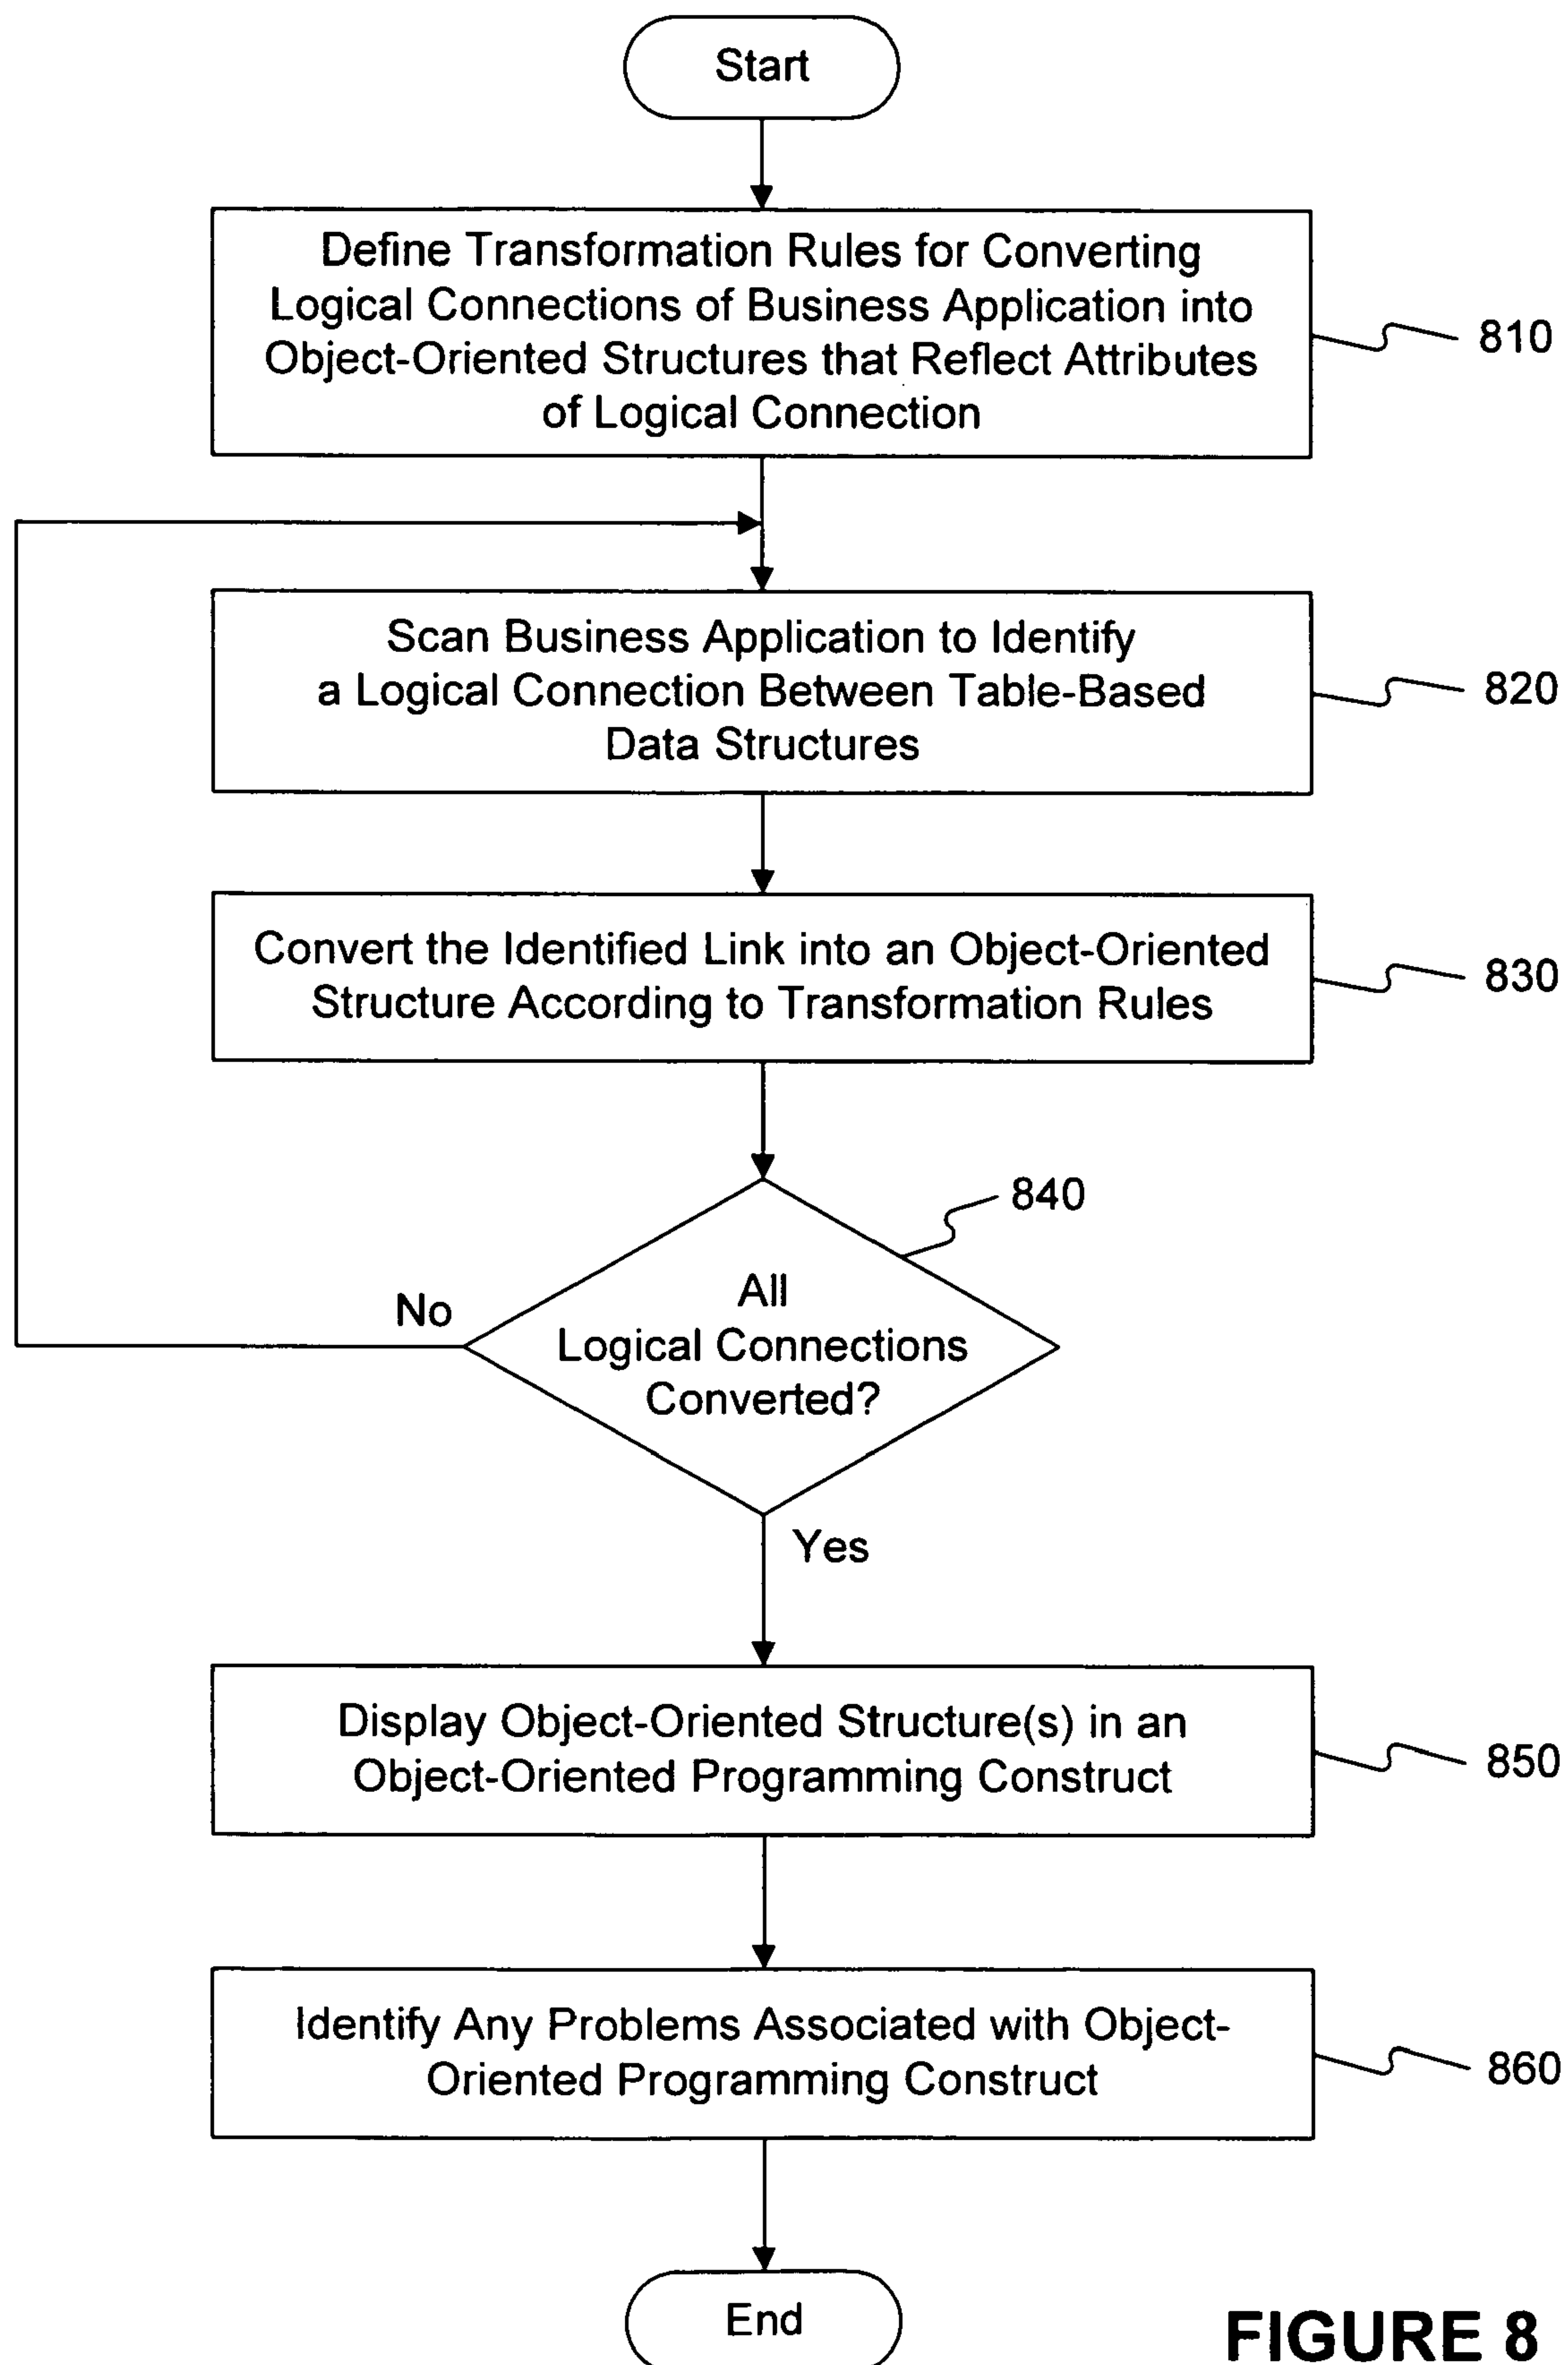 Start
Define Transformation Rules for Converting
Logical Connections of Business Application into
Object-Oriented Structures that Reflect Attributes
of Logical Connection
810
Scan Business Application to Identify
a Logical Connection Between Table-Based
Data Structures
820
Convert the Identified Link into an Object-Oriented
Structure According to Transformation Rules
830
840
All
Logical Connections
Converted?
No
Yes
Display Object-Oriented Structure(s) in an
Object-Oriented Programming Construct
850
Identify Any Problems Associated with Object-
Oriented Programming Construct
860
End
FIGURE 8